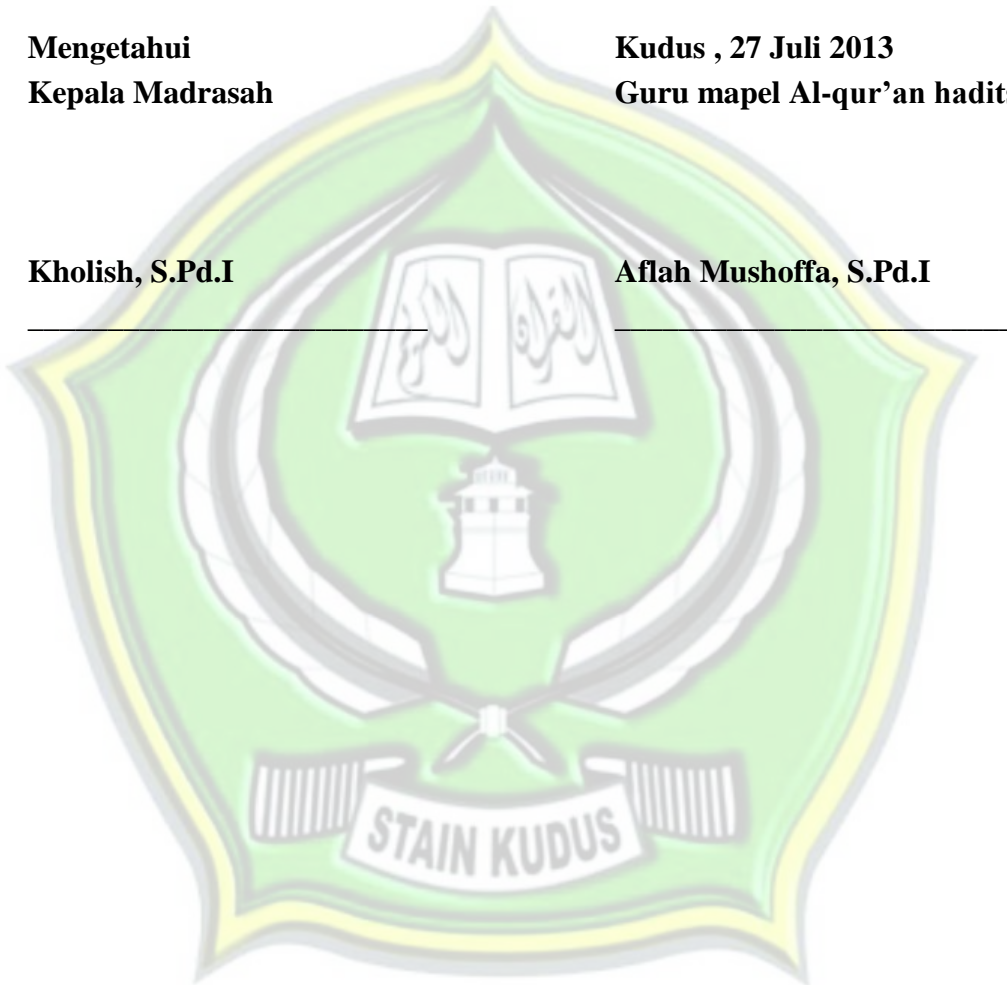 Mengetahui
Kepala Madrasah
Kholish, S.Pd.I
Kudus , 27 Juli 2013
Guru mapel Al-qur’an hadit
Aflah Mushoffa, S.Pd.I
STAIN KUDUS